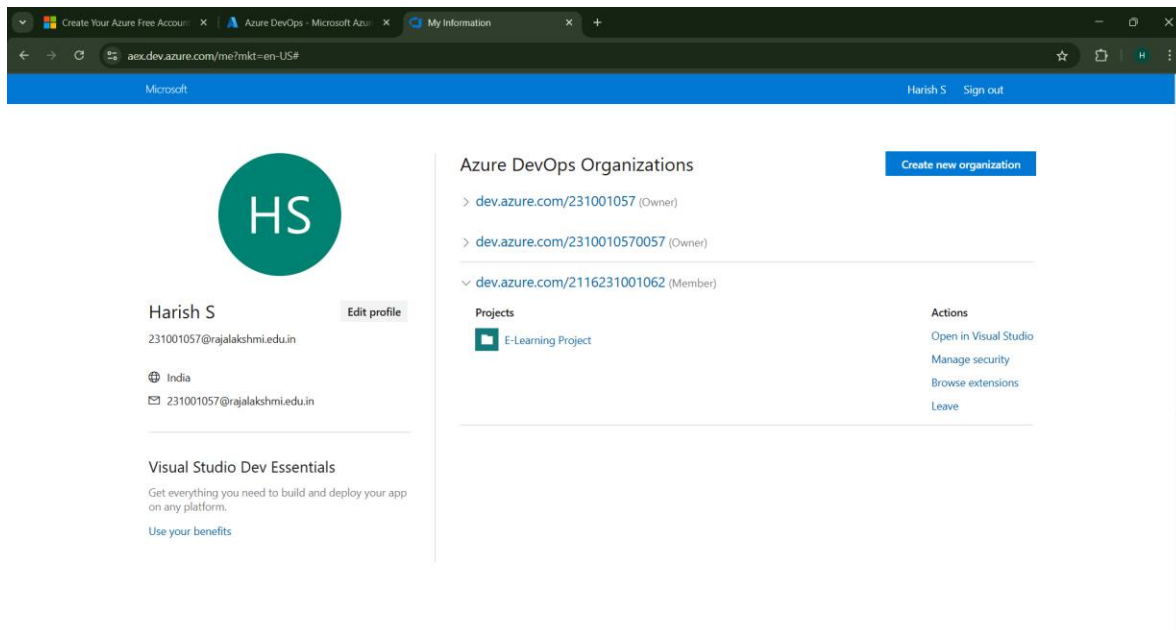 Create Your Azure Free Accoun
Azure DevOps - Microsoft Azu
My Information
aex.dev.azure.com/me?mkt=en-US#
H
Microsoft
Harish S
Sign out
HS
Harish S
Edit profile
231001057@rajalakshmi.edu.in
India
231001057@rajalakshmi.edu.in
Visual Studio Dev Essentials
Get everything you need to build and deploy your app
on any platform.
Use your benefits
Azure DevOps Organizations
Create new organization
dev.azure.com/231001057 (Owner)
dev.azure.com/2310010570057 (Owner)
dev.azure.com/2116231001062 (Member)
Projects
E-Learning Project
Actions
Open in Visual Studio
Manage security
Browse extensions
Leave